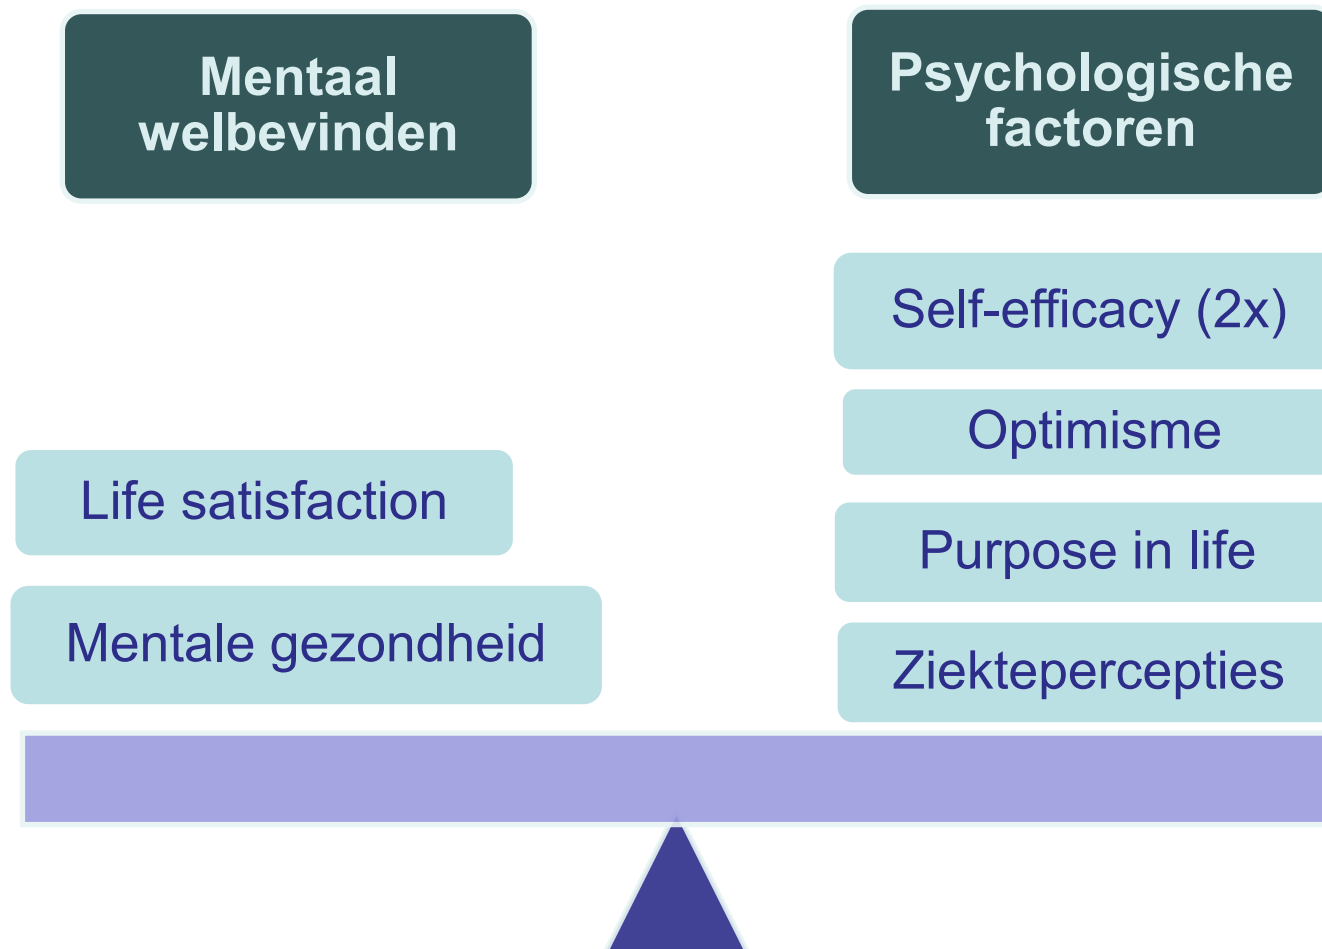 Mentaal
welbevinden
Life satisfaction
Mentale gezondheid
Psychologische
factoren
Self-efficacy (2x)
Optimisme
Purpose in life
Ziektepercepties